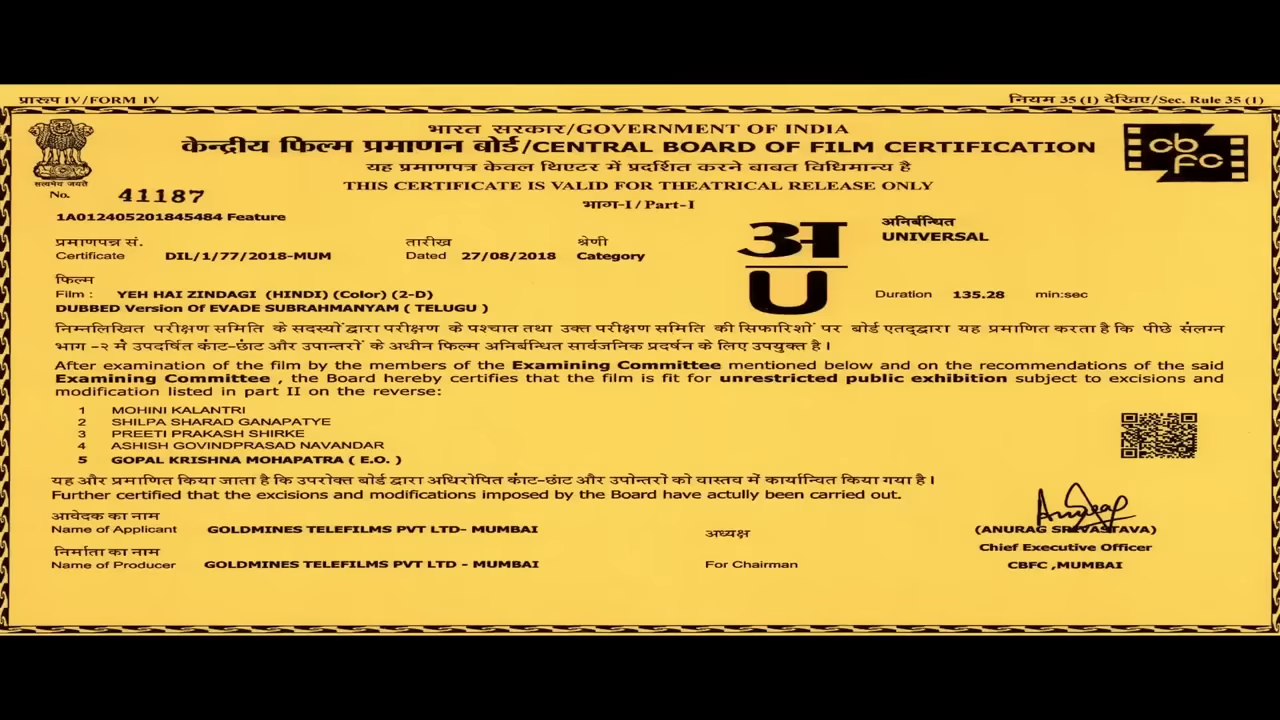 प्रारूप IV/FORM IV
नियम 35 (1) देखिए/Sec. Rule 35 (1)
भारत सरकार/GOVERNMENT OF INDIA
केन्द्रीय फिल्म प्रमाणन बोर्ड/CENTRAL BOARD OF FILM CERTIFICATION
cb
fc
यह प्रमाणपत्र केवल थिएटर में प्रदर्शित करने बाबत विधिमान्य है
सत्यमेव जयते
THIS CERTIFICATE IS VALID FOR THEATRICAL RELEASE ONLY
No. 41187
भाग-I / Part-I
1A012405201845484 Feature
अ
U
अनिर्बन्धित
UNIVERSAL
प्रमाणपत्र सं. तारीख श्रेणी
Certificate DIL/1/77/2018-MUM Dated 27/08/2018 Category
फिल्म
Film : YEH HAI ZINDAGI (HINDI) (Color) (2-D) Duration 135.28 min:sec
DUBBED Version Of EVADE SUBRAHMANYAM ( TELUGU )
निम्नलिखित परीक्षण समिति के सदस्यों द्वारा परीक्षण के पश्चात तथा उक्त परीक्षण समिति की सिफारिशों पर बोर्ड एतद्द्वारा यह प्रमाणित करता है कि पीछे संलग्न
भाग -२ में उपदर्षित कांट-छांट और उपान्तरों के अधीन फिल्म अनिर्बन्धित सार्वजनिक प्रदर्षन के लिए उपयुक्त है ।
After examination of the film by the members of the Examining Committee mentioned below and on the recommendations of the said
Examining Committee , the Board hereby certifies that the film is fit for unrestricted public exhibition subject to excisions and
modification listed in part II on the reverse:
1 MOHINI KALANTRI
2 SHILPA SHARAD GANAPATYE
3 PREETI PRAKASH SHIRKE
4 ASHISH GOVINDPRASAD NAVANDAR
5 GOPAL KRISHNA MOHAPATRA ( E.O. )
यह और प्रमाणित किया जाता है कि उपरोक्त बोर्ड द्वारा अधिरोपित कांट-छांट और उपोन्तरों को वास्तव में कार्यान्वित किया गया है ।
Further certified that the excisions and modifications imposed by the Board have actully been carried out.
आवेदक का नाम
Name of Applicant GOLDMINES TELEFILMS PVT LTD- MUMBAI
अध्यक्ष
(ANURAG SRIVASTAVA)
निर्माता का नाम
Chief Executive Officer
Name of Producer GOLDMINES TELEFILMS PVT LTD - MUMBAI
For Chairman
CBFC ,MUMBAI